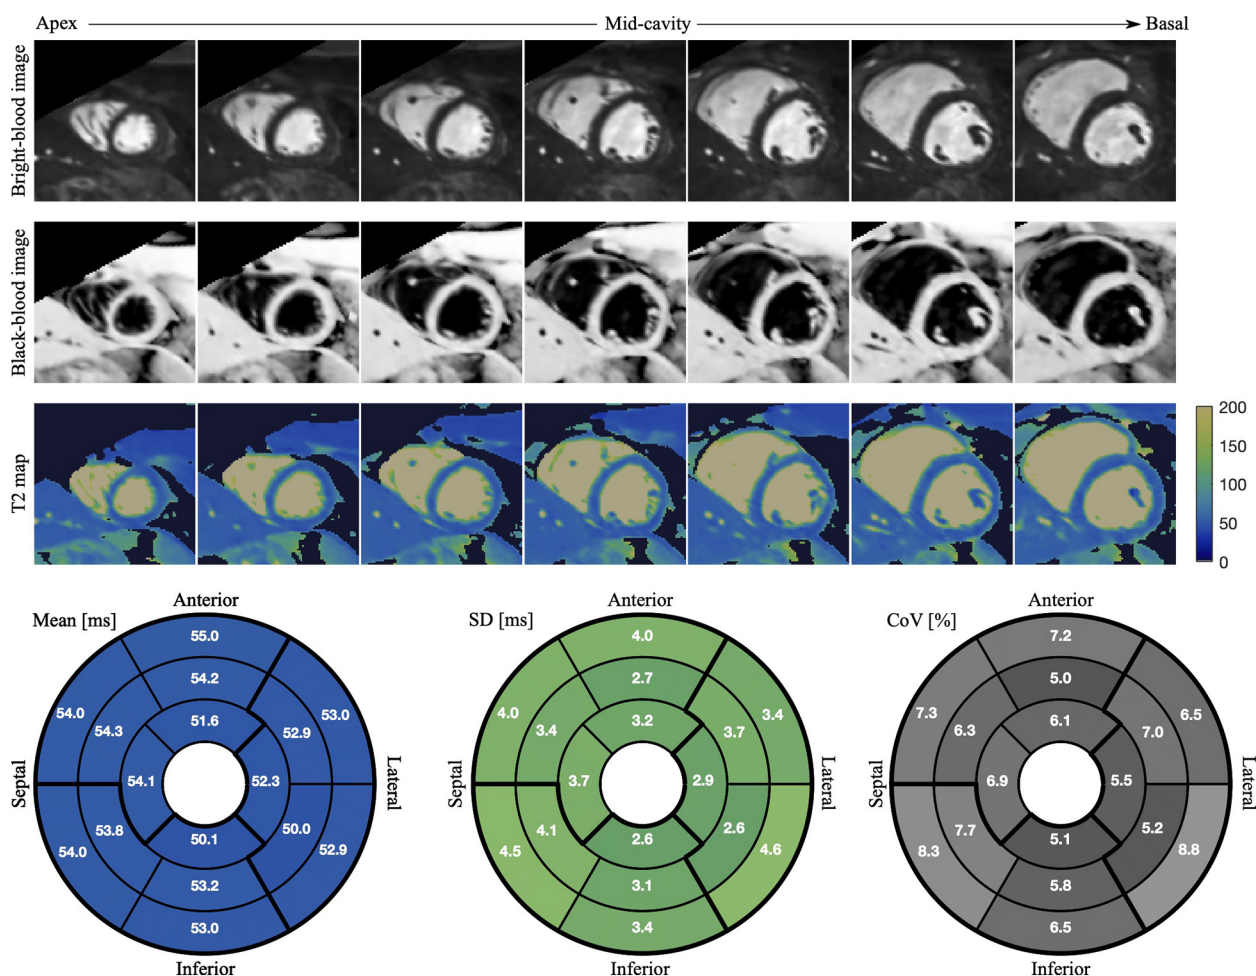 Apex
Mid-cavity
Basal
Bright-blood image
Black-blood image
T2 map
200
150
100
50
0
Mean [ms]
Anterior
55.0
54.2
51.6
54.0
54.3
54.1
53.0
52.9
52.3
Septal
Lateral
54.0
53.8
50.1
50.0
52.9
53.2
53.0
Inferior
SD [ms]
Anterior
4.0
2.7
3.2
4.0
3.4
3.7
3.4
3.7
2.9
Septal
Lateral
4.5
4.1
2.6
2.6
4.6
3.1
3.4
Inferior
CoV [%]
Anterior
7.2
5.0
6.1
7.3
6.3
6.9
6.5
7.0
5.5
Septal
Lateral
8.3
7.7
5.1
5.2
8.8
5.8
6.5
Inferior